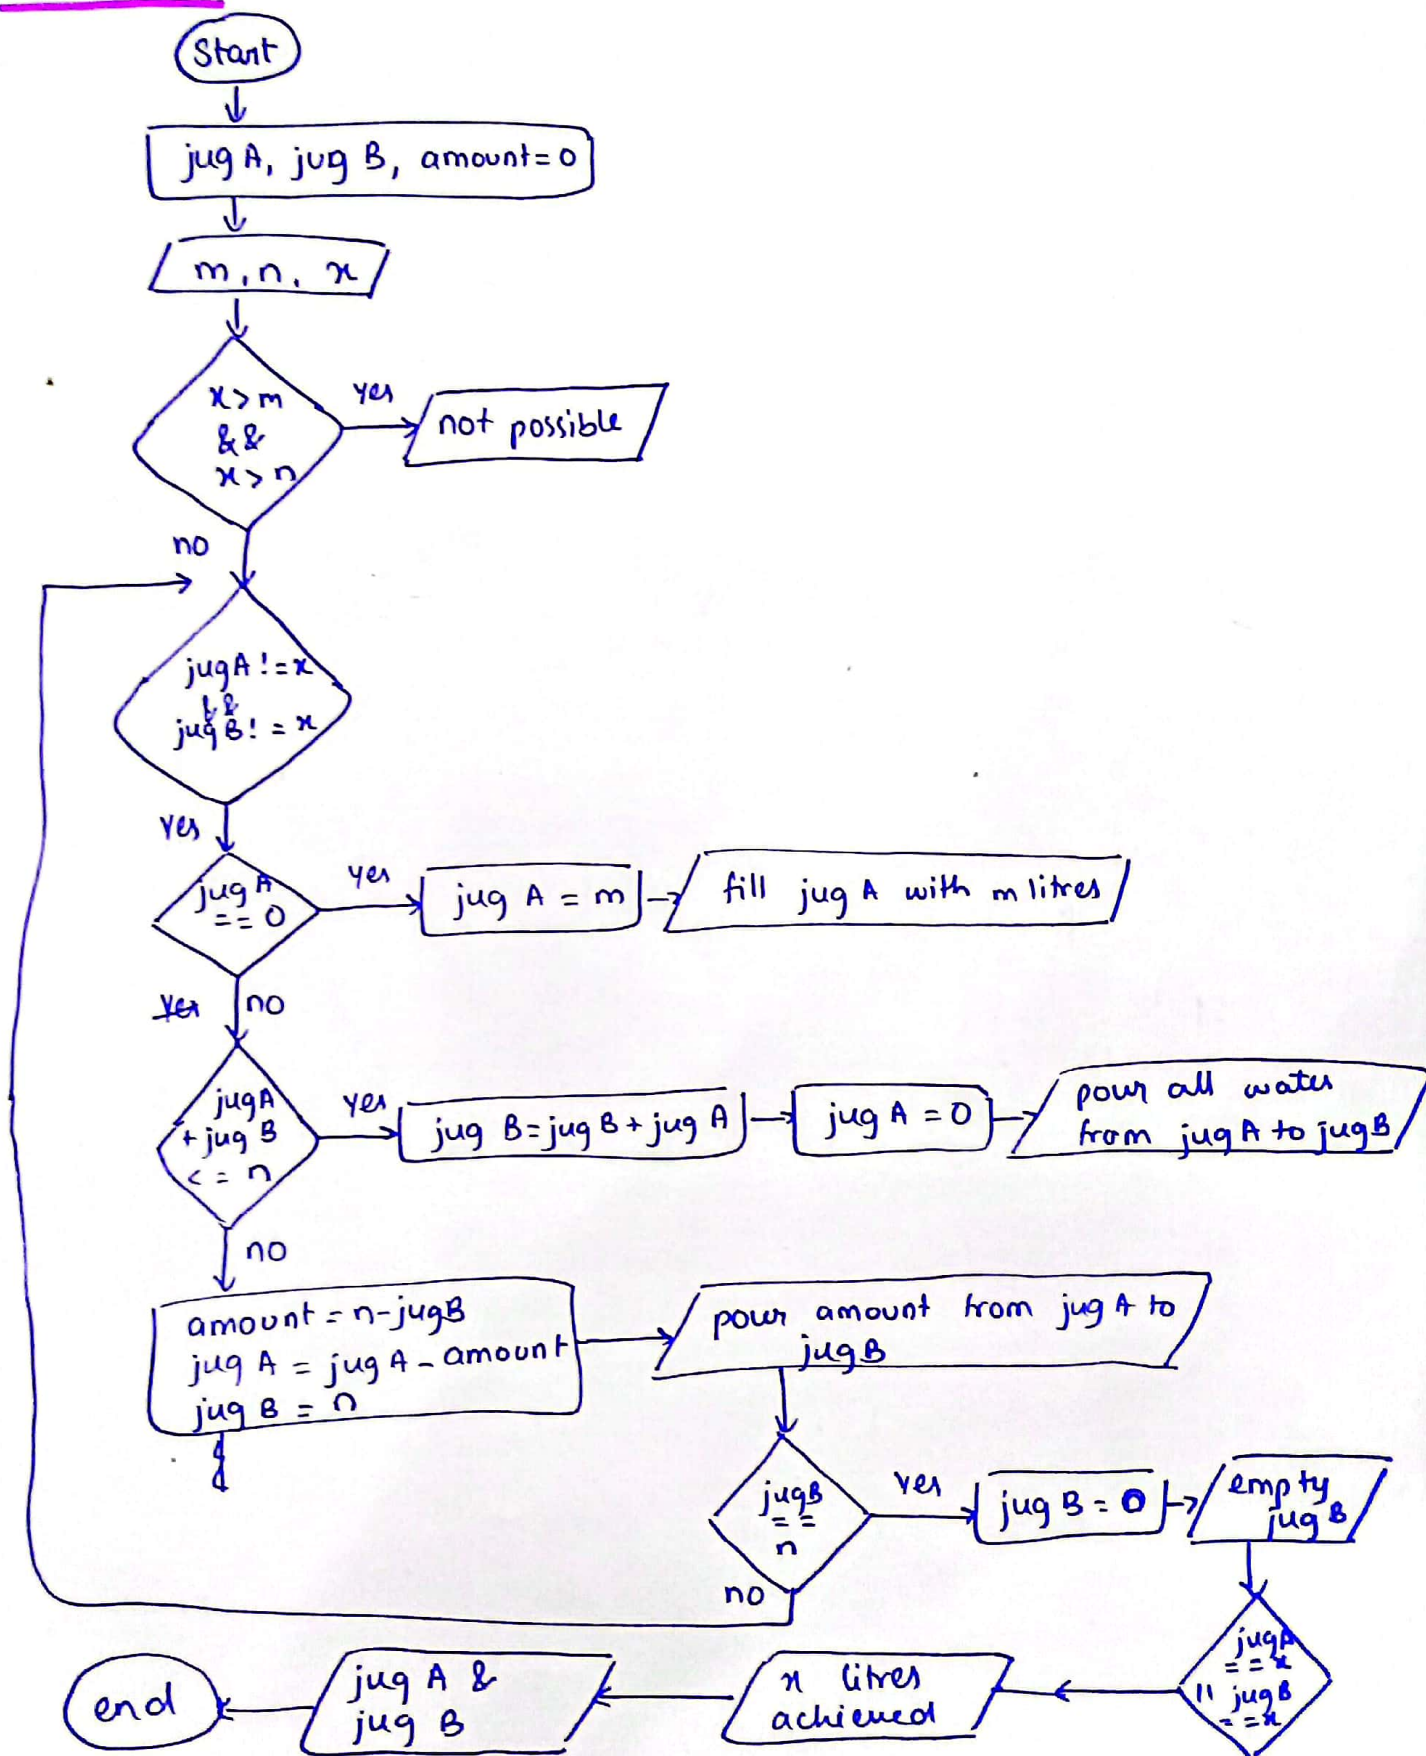 Start
jug A, jug B, amount=0
m, n, x
x>m
&&
x>n
yes
not possible
no
jugA!=x
&&
jugB!=x
yes
jug A
==0
yes
jug A = m
fill jug A with m litres
yes
no
jugA
+jug B
<=n
yes
jug B=jug B+jug A
jug A = 0
pour all water
from jug A to jug B
no
amount=n-jugB
jug A = jug A - amount
jug B = n
pour amount from jug A to
jug B
jugB
==
n
yes
jug B = 0
empty
jug B
no
jugA
==x
|| jugB
==x
x litres
achieved
jug A &
jug B
end